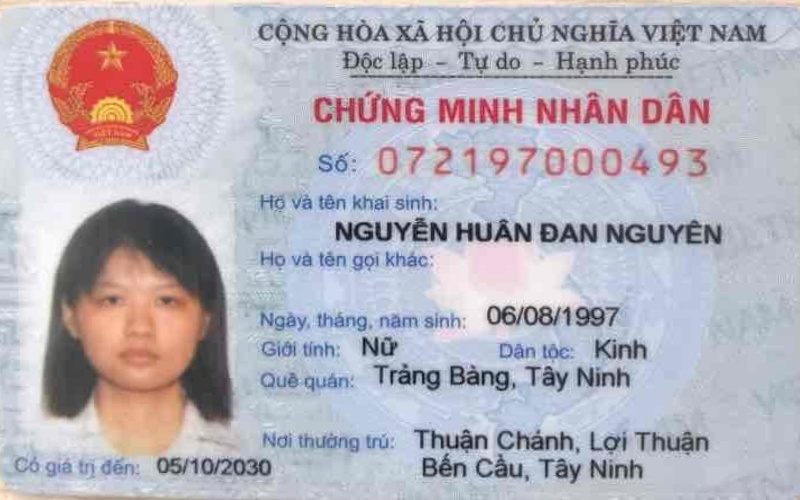 CỘNG HÒA XÃ HỘI CHỦ NGHĨA VIỆT NAM
Độc lập - Tự do - Hạnh phúc
CHỨNG MINH NHÂN DÂN
Số: 072197000493
Họ và tên khai sinh:
NGUYỄN HUÂN ĐAN NGUYÊN
Họ và tên gọi khác:
Ngày, tháng, năm sinh: 06/08/1997
Giới tính: Nữ Dân tộc: Kinh
Quê quán: Trảng Bàng, Tây Ninh
Nơi thường trú: Thuận Chánh, Lợi Thuận
Bến Cầu, Tây Ninh
Có giá trị đến: 05/10/2030
VIỆT NAM